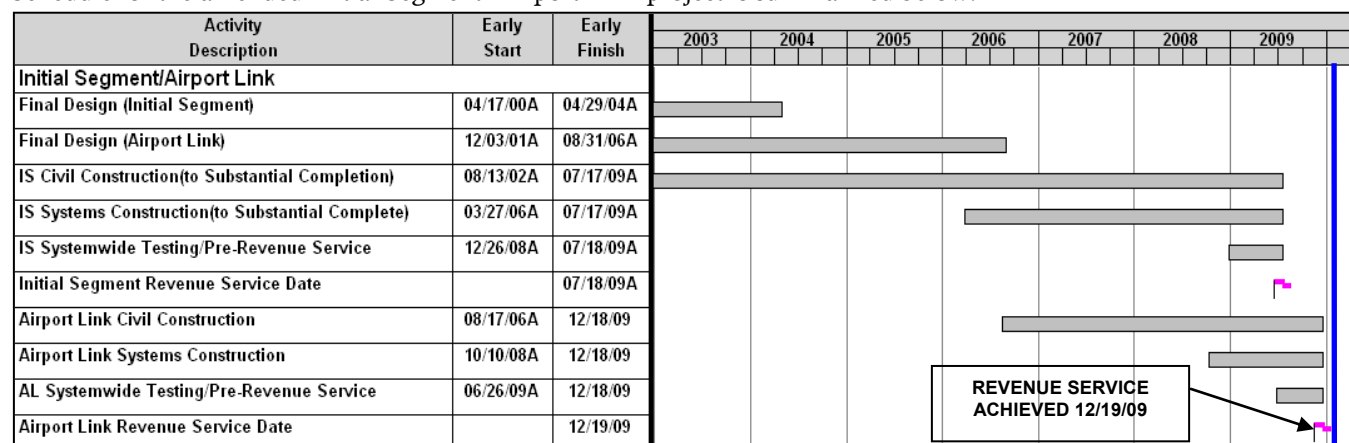 Activity Description Early Start Early Finish 2003 2004 2005 2006 2007 2008 2009
Initial Segment/Airport Link
Final Design (Initial Segment) 04/17/00A 04/29/04A
Final Design (Airport Link) 12/03/01A 08/31/06A
IS Civil Construction(to Substantial Completion) 08/13/02A 07/17/09A
IS Systems Construction(to Substantial Complete) 03/27/06A 07/17/09A
IS Systemwide Testing/Pre-Revenue Service 12/26/08A 07/18/09A
Initial Segment Revenue Service Date 07/18/09A
Airport Link Civil Construction 08/17/06A 12/18/09
Airport Link Systems Construction 10/10/08A 12/18/09
AL Systemwide Testing/Pre-Revenue Service 06/26/09A 12/18/09
Airport Link Revenue Service Date 12/19/09
REVENUE SERVICE
ACHIEVED 12/19/09